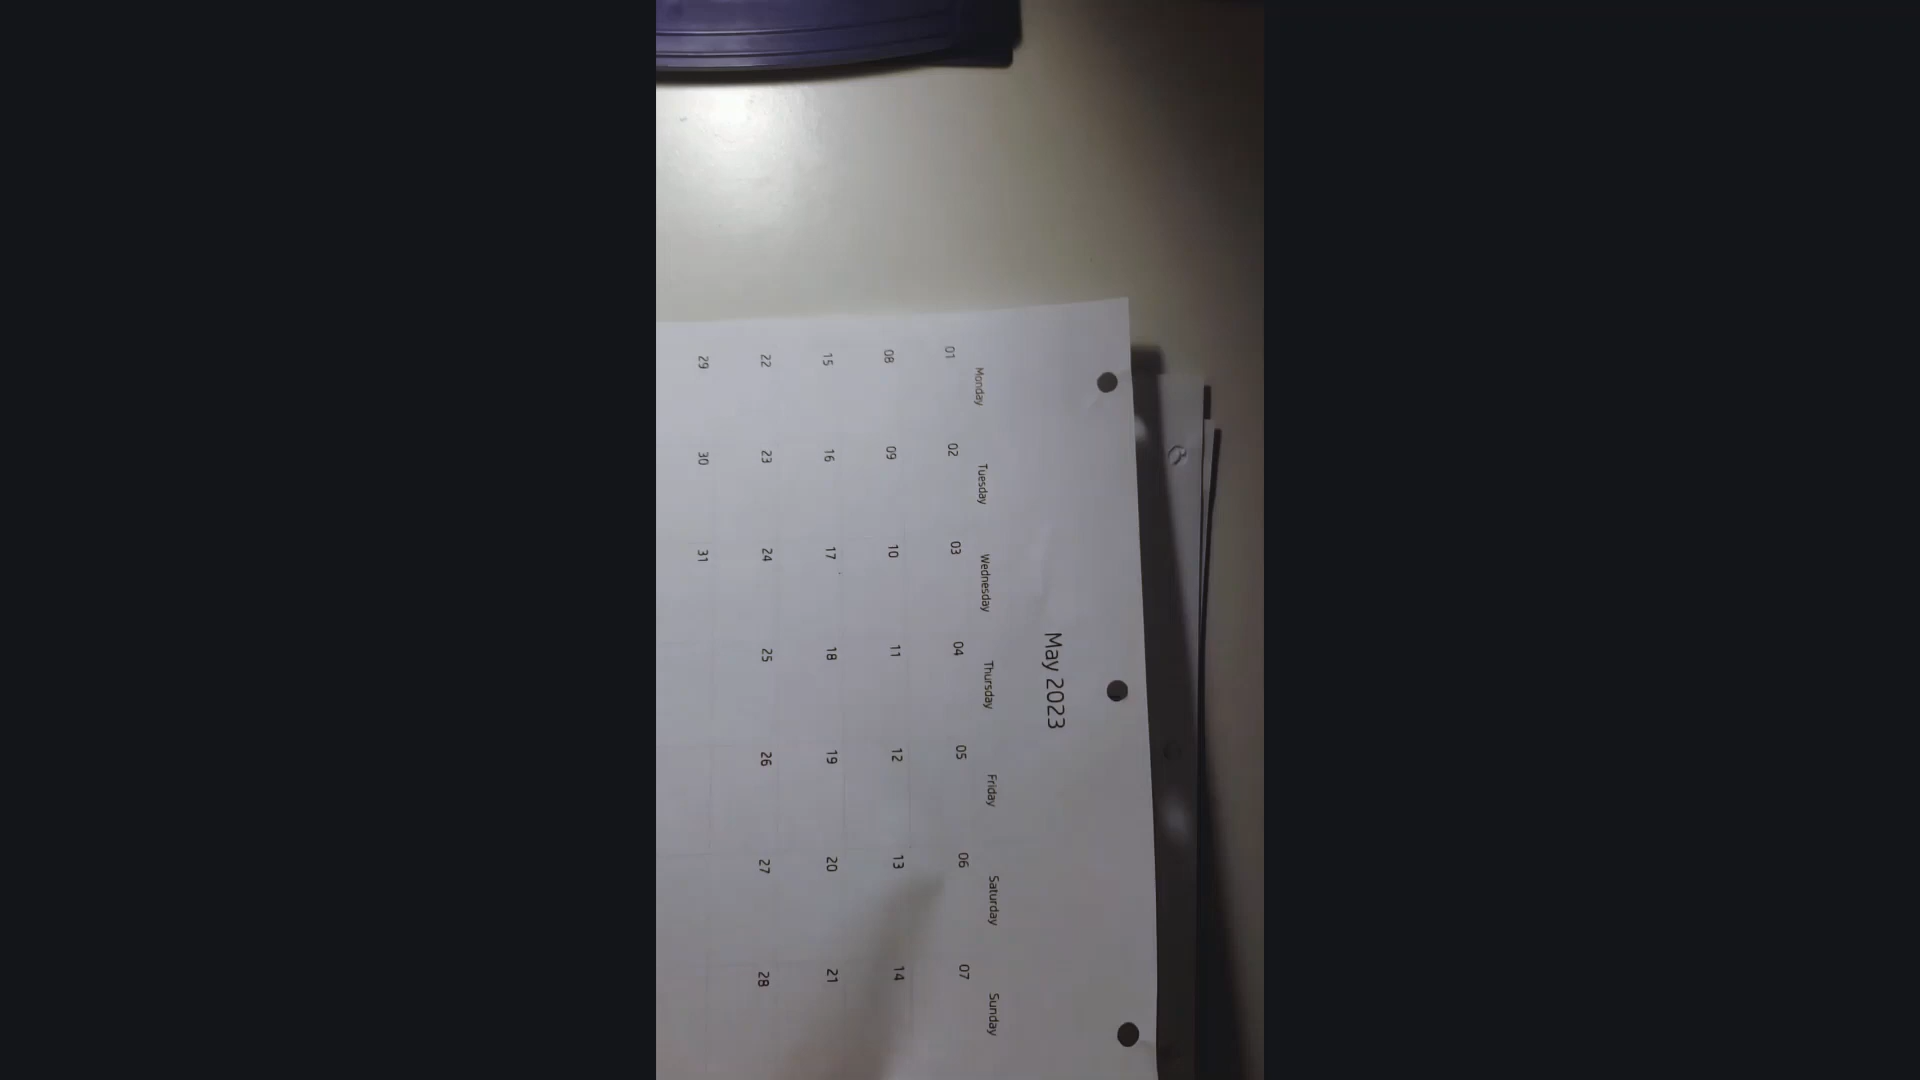 May 2023
Monday Tuesday Wednesday Thursday Friday Saturday Sunday
01 02 03 04 05 06 07
08 09 10 11 12 13 14
15 16 17 18 19 20 21
22 23 24 25 26 27 28
29 30 31